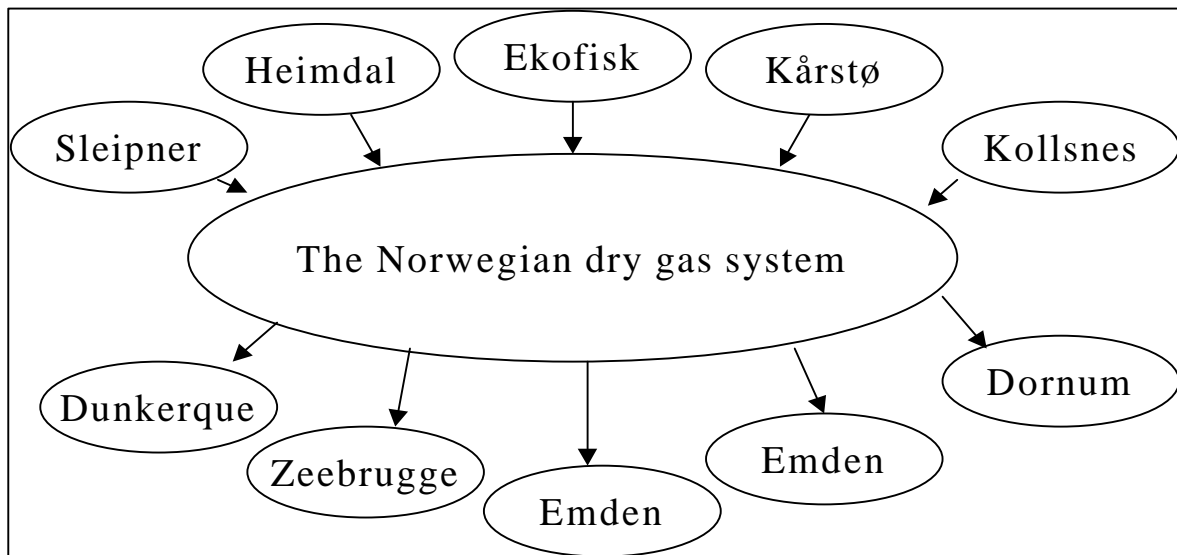 Heimdal
Ekofisk
Kårstø
Sleipner
Kollsnes
The Norwegian dry gas system
Dunkerque
Zeebrugge
Emden
Emden
Dornum